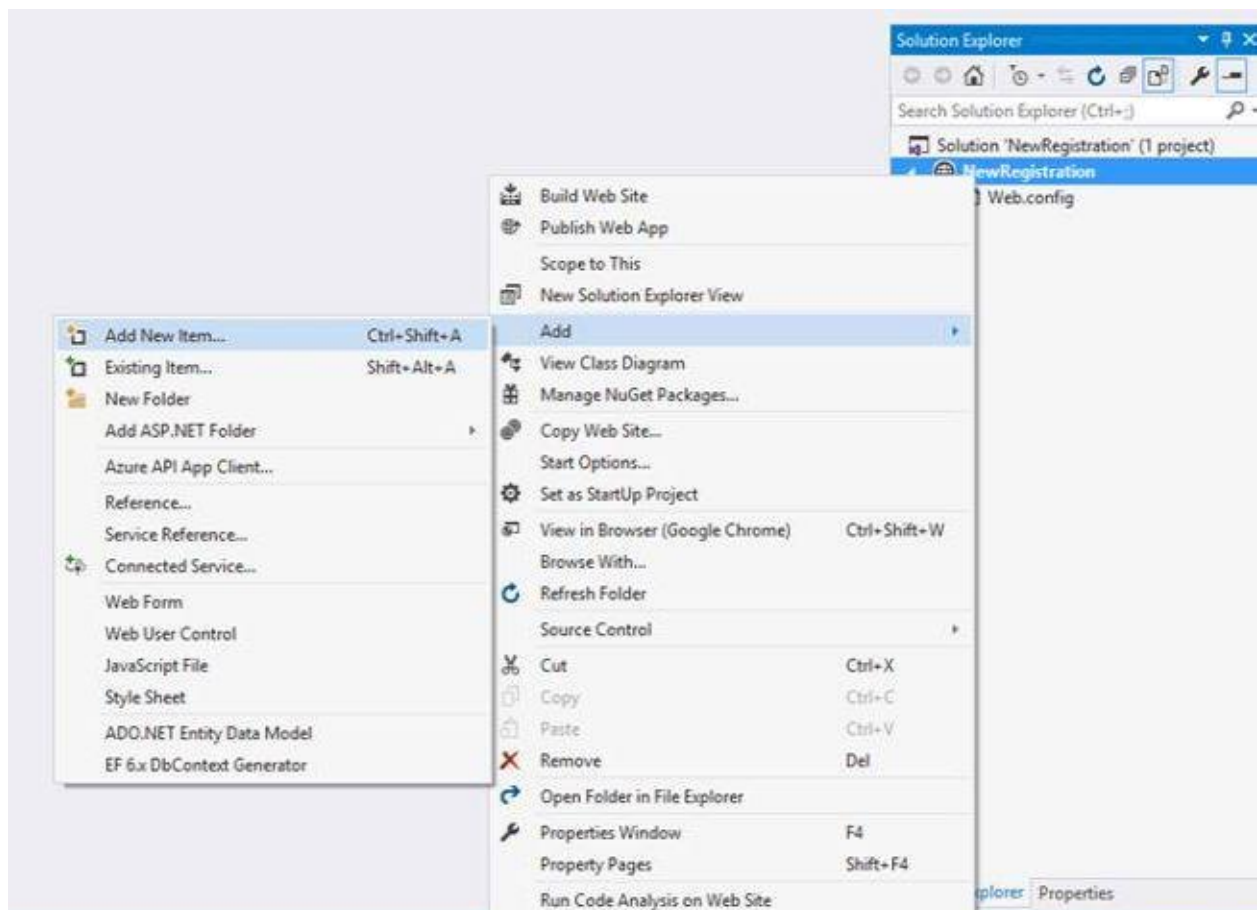 Solution Explorer
Search Solution Explorer (Ctrl+;)
Solution 'NewRegistration' (1 project)
NewRegistration
Web.config
Build Web Site
Publish Web App
Scope to This
New Solution Explorer View
Add
View Class Diagram
Manage NuGet Packages...
Copy Web Site...
Start Options...
Set as StartUp Project
View in Browser (Google Chrome) Ctrl+Shift+W
Browse With...
Refresh Folder
Source Control
Cut Ctrl+X
Copy Ctrl+C
Paste Ctrl+V
Remove Del
Open Folder in File Explorer
Properties Window F4
Property Pages Shift+F4
Run Code Analysis on Web Site
Add New Item... Ctrl+Shift+A
Existing Item... Shift+Alt+A
New Folder
Add ASP.NET Folder
Azure API App Client...
Reference...
Service Reference...
Connected Service...
Web Form
Web User Control
JavaScript File
Style Sheet
ADO.NET Entity Data Model
EF 6.x DbContext Generator
xplorer Properties